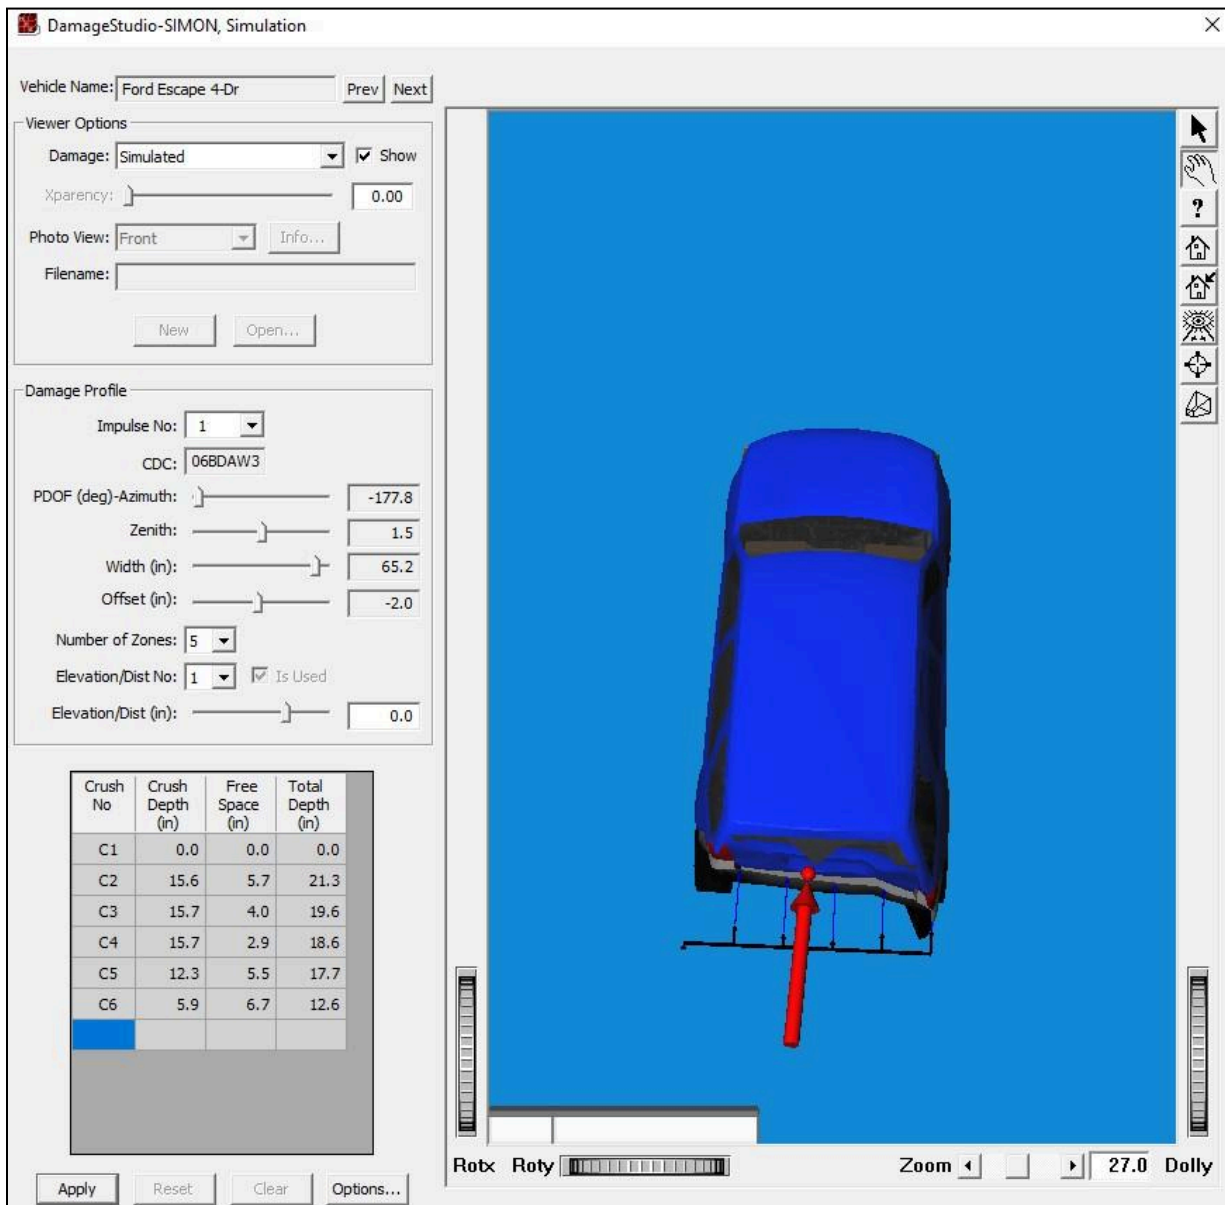 DamageStudio-SIMON, Simulation
Vehicle Name: Ford Escape 4-Dr Prev Next
Viewer Options
Damage: Simulated Show
Xparency: 0.00
Photo View: Front Info...
Filename:
New Open...
Damage Profile
Impulse No: 1
CDC: 06BDAW3
PDOF (deg)-Azimuth: -177.8
Zenith: 1.5
Width (in): 65.2
Offset (in): -2.0
Number of Zones: 5
Elevation/Dist No: 1 Is Used
Elevation/Dist (in): 0.0
Crush No Crush Depth (in) Free Space (in) Total Depth (in)
C1 0.0 0.0 0.0
C2 15.6 5.7 21.3
C3 15.7 4.0 19.6
C4 15.7 2.9 18.6
C5 12.3 5.5 17.7
C6 5.9 6.7 12.6
Apply Reset Clear Options...
?
Rotx Roty Zoom 27.0 Dolly